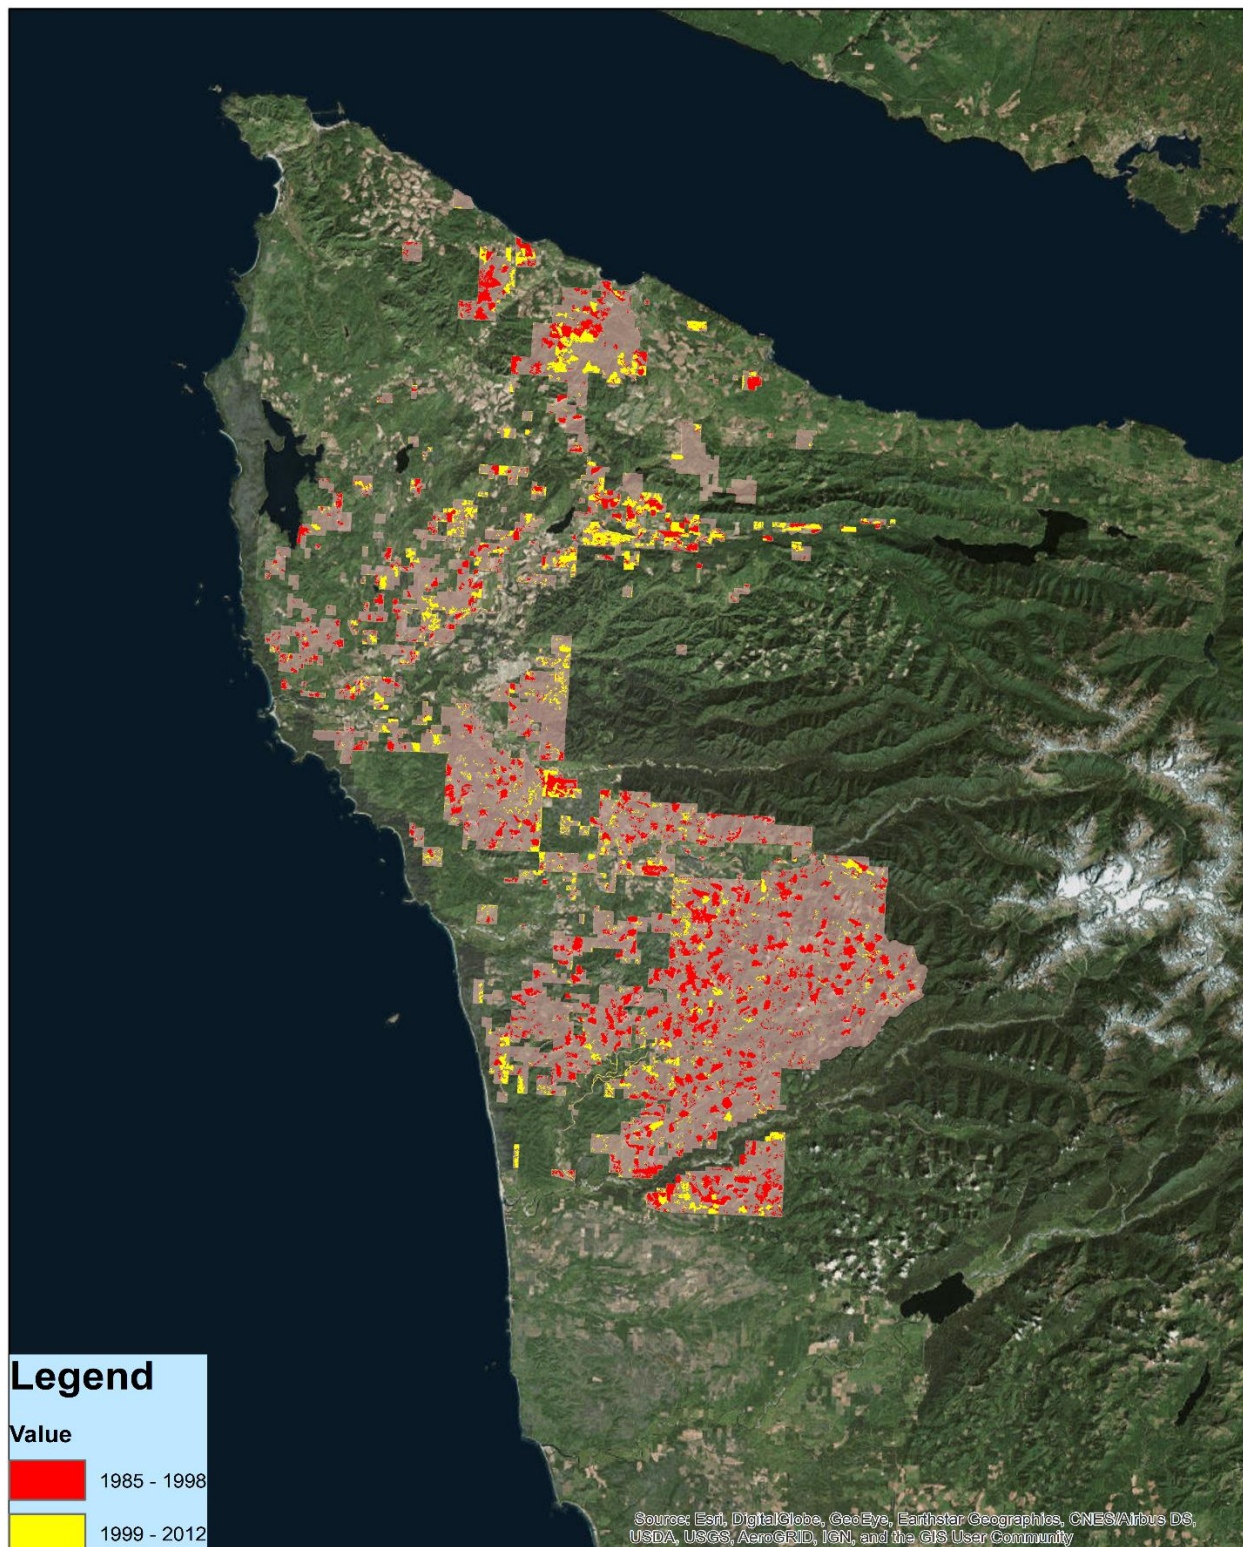 Legend
Value
1985 - 1998
1999 - 2012
Source: Esri, DigitalGlobe, GeoEye, Earthstar Geographics, CNES/Airbus DS,
USDA, USGS, AeroGRID, IGN, and the GIS User Community